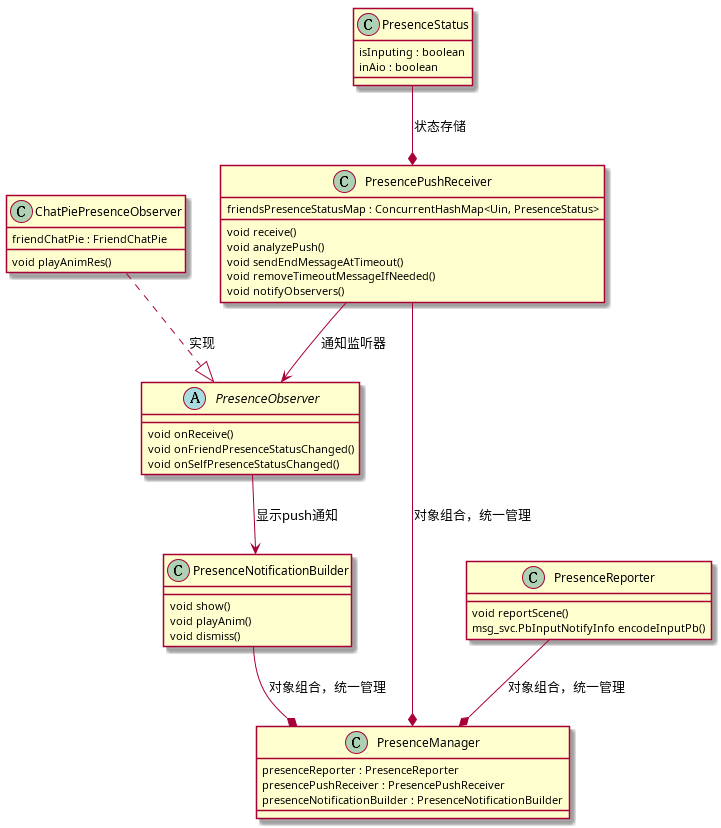 C PresenceStatus
isInputing : boolean
inAio : boolean
状态存储
C PresencePushReceiver
friendsPresenceStatusMap : ConcurrentHashMap<Uin, PresenceStatus>
void receive()
void analyzePush()
void sendEndMessageAtTimeout()
void removeTimeoutMessageIfNeeded()
void notifyObservers()
C ChatPiePresenceObserver
friendChatPie : FriendChatPie
void playAnimRes()
实现
通知监听器
A PresenceObserver
void onReceive()
void onFriendPresenceStatusChanged()
void onSelfPresenceStatusChanged()
显示push通知
对象组合，统一管理
C PresenceNotificationBuilder
void show()
void playAnim()
void dismiss()
C PresenceReporter
void reportScene()
msg_svc.PbInputNotifyInfo encodeInputPb()
对象组合，统一管理
对象组合，统一管理
C PresenceManager
presenceReporter : PresenceReporter
presencePushReceiver : PresencePushReceiver
presenceNotificationBuilder : PresenceNotificationBuilder